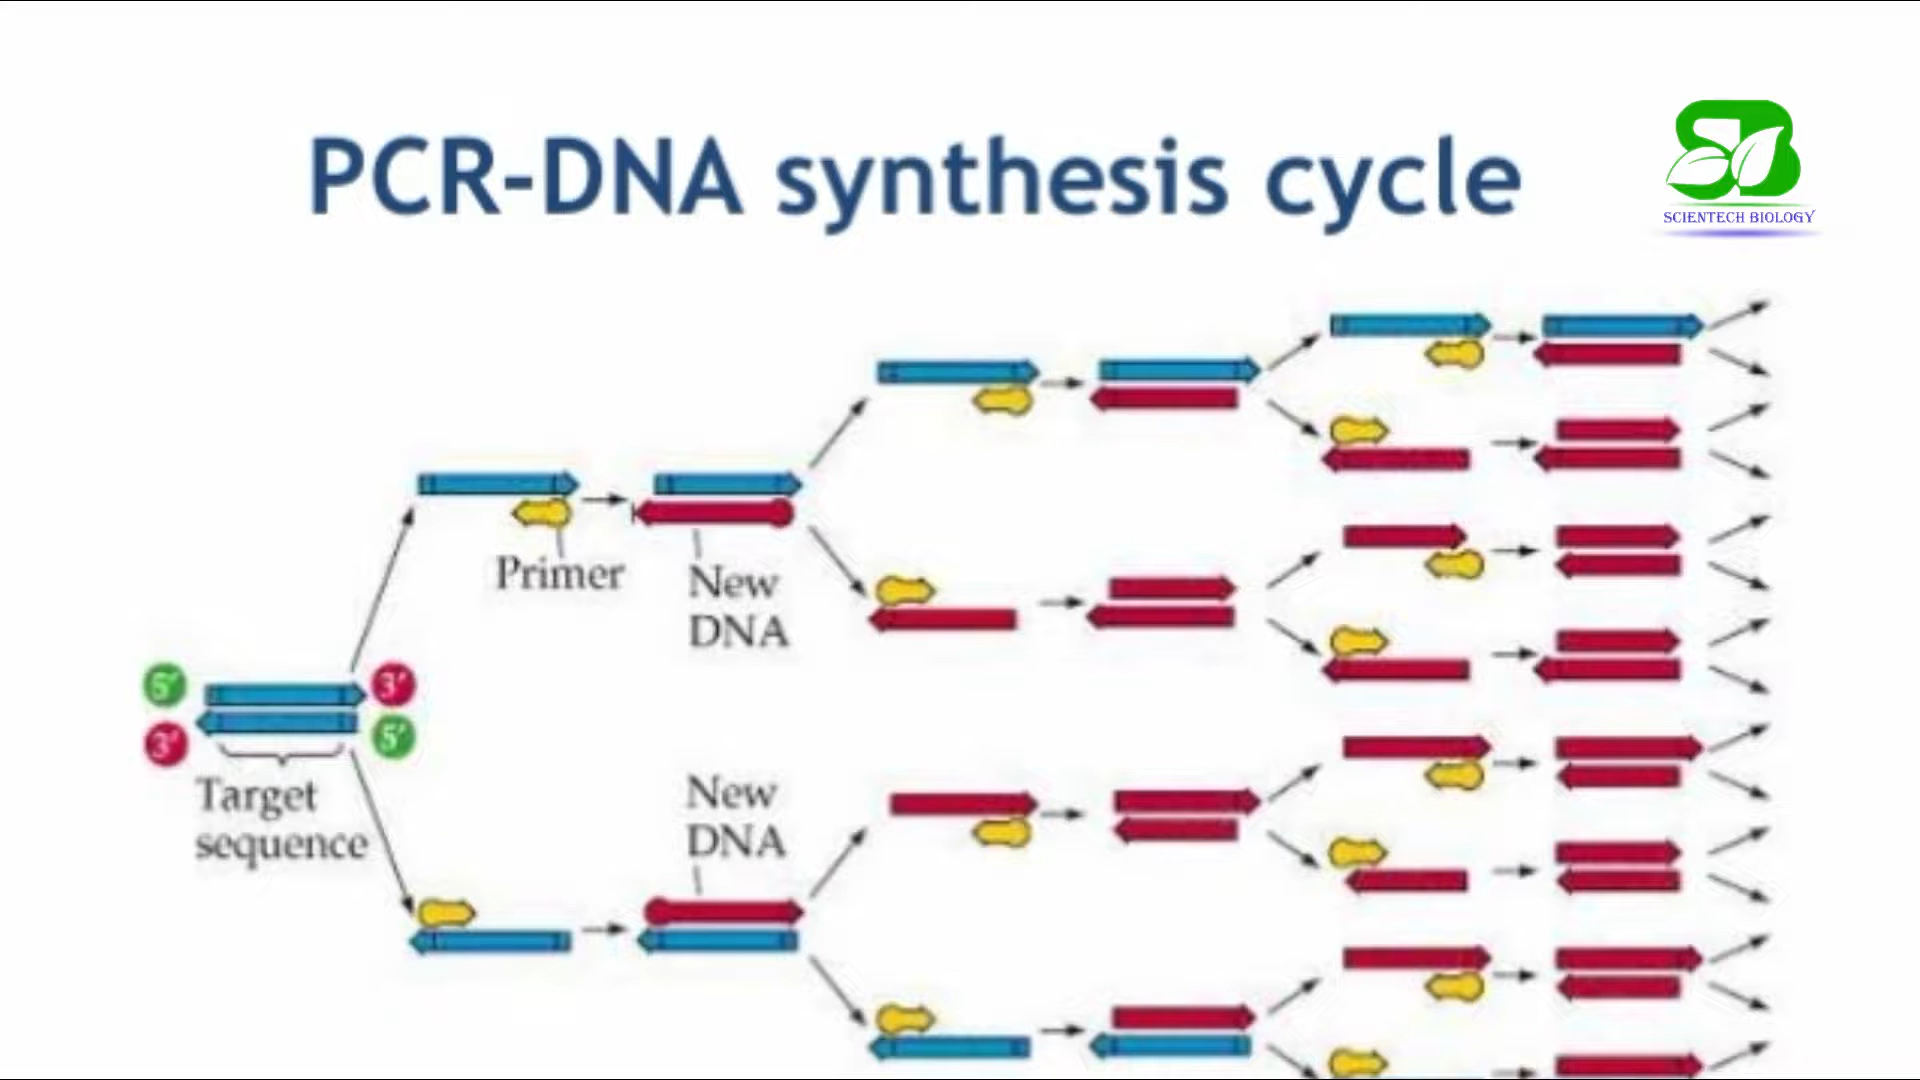 PCR-DNA synthesis cycle
SCIENTECH BIOLOGY
Primer
New
DNA
5' 3'
3' 5'
Target
sequence
New
DNA